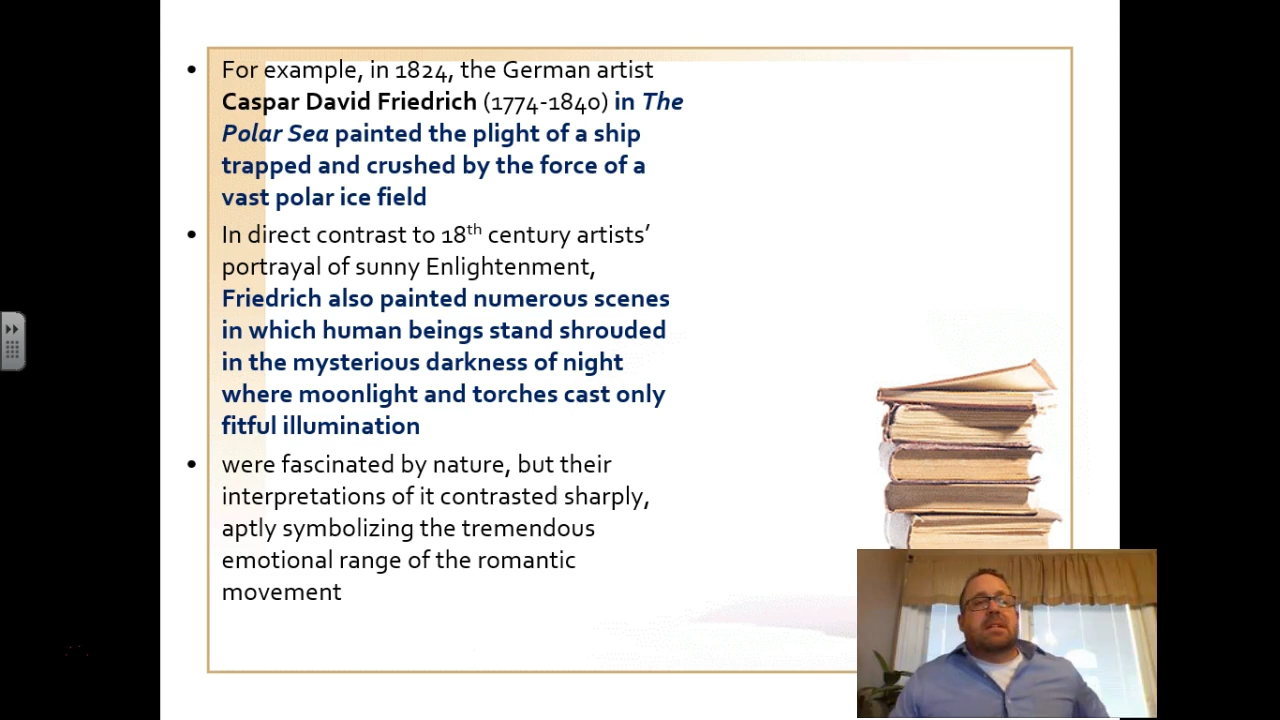 • For example, in 1824, the German artist
Caspar David Friedrich (1774-1840) in The
Polar Sea painted the plight of a ship
trapped and crushed by the force of a
vast polar ice field
• In direct contrast to 18th century artists’
portrayal of sunny Enlightenment,
Friedrich also painted numerous scenes
in which human beings stand shrouded
in the mysterious darkness of night
where moonlight and torches cast only
fitful illumination
• were fascinated by nature, but their
interpretations of it contrasted sharply,
aptly symbolizing the tremendous
emotional range of the romantic
movement